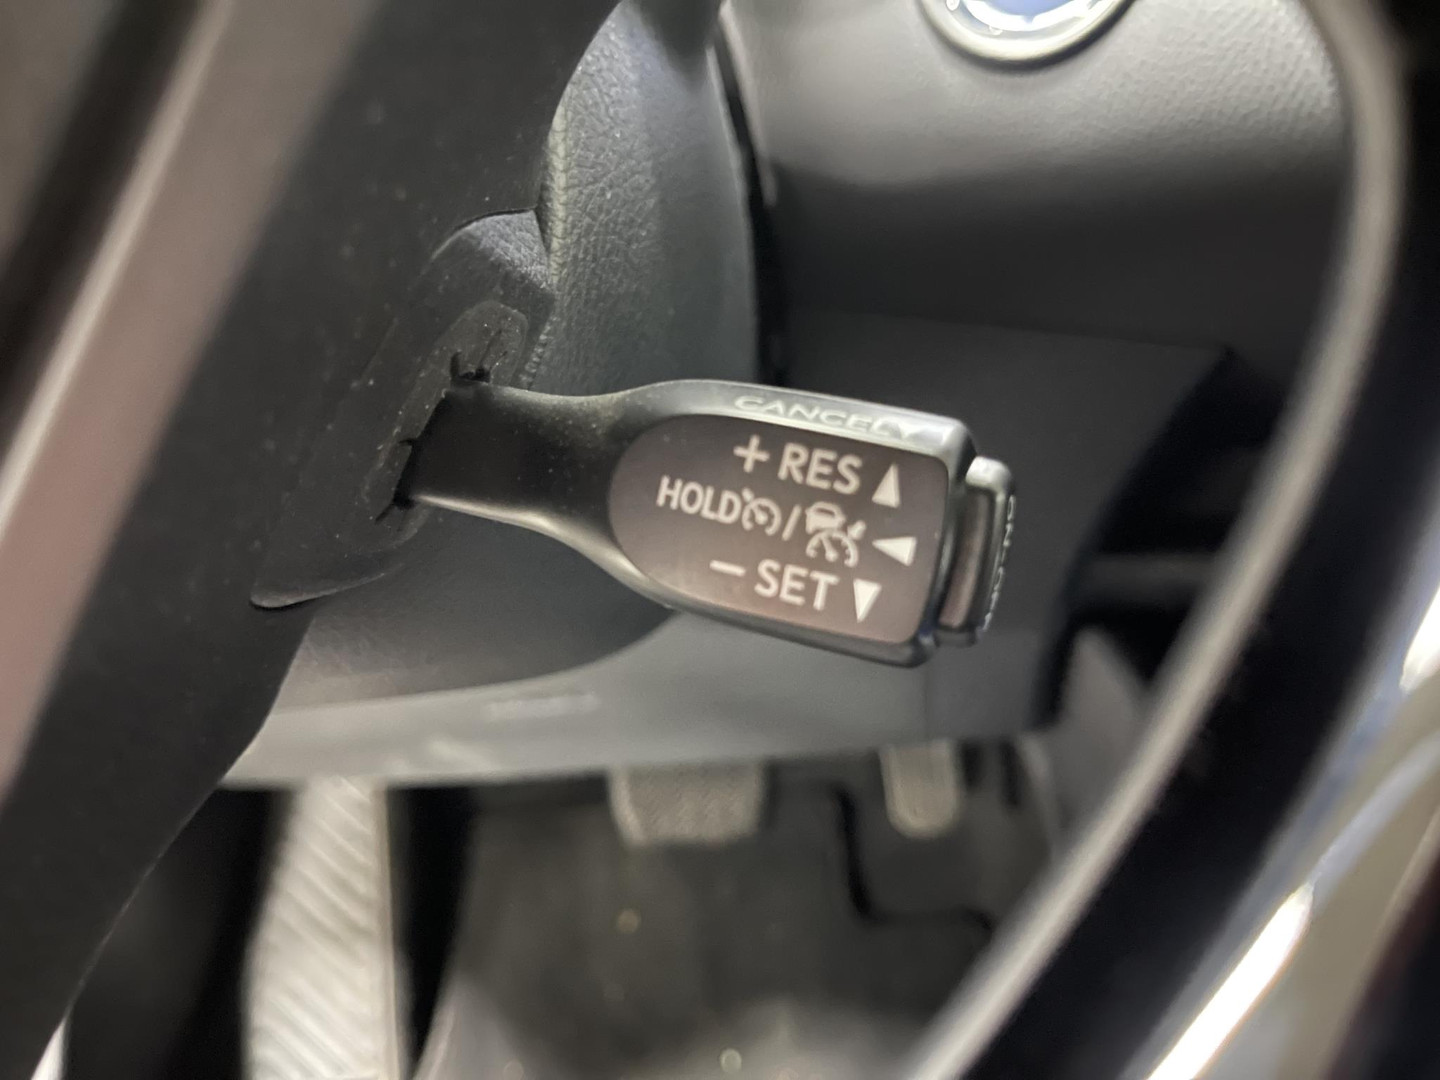 CANCEL
+ RES ▲
HOLD / ◀
− SET ▼